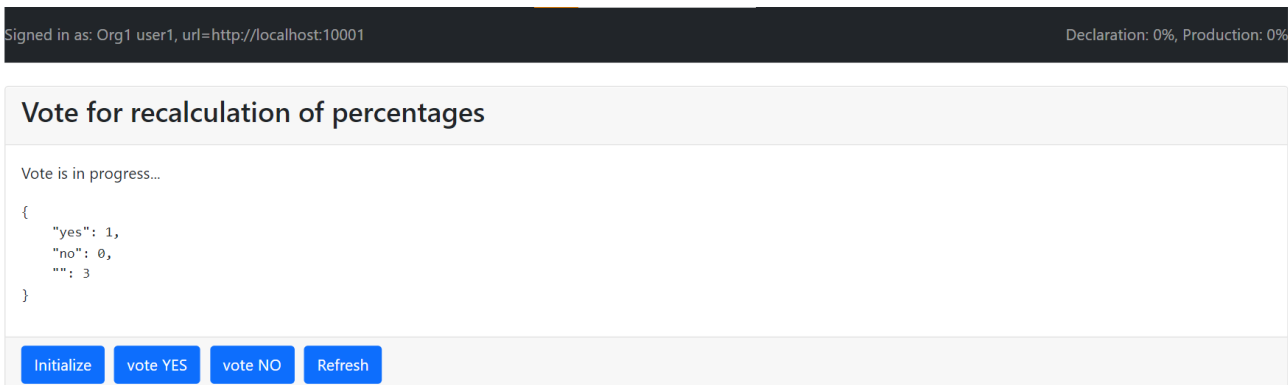 Signed in as: Org1 user1, url=http://localhost:10001 Declaration: 0%, Production: 0%
Vote for recalculation of percentages
Vote is in progress...
{
    "yes": 1,
    "no": 0,
    "": 3
}
Initialize vote YES vote NO Refresh